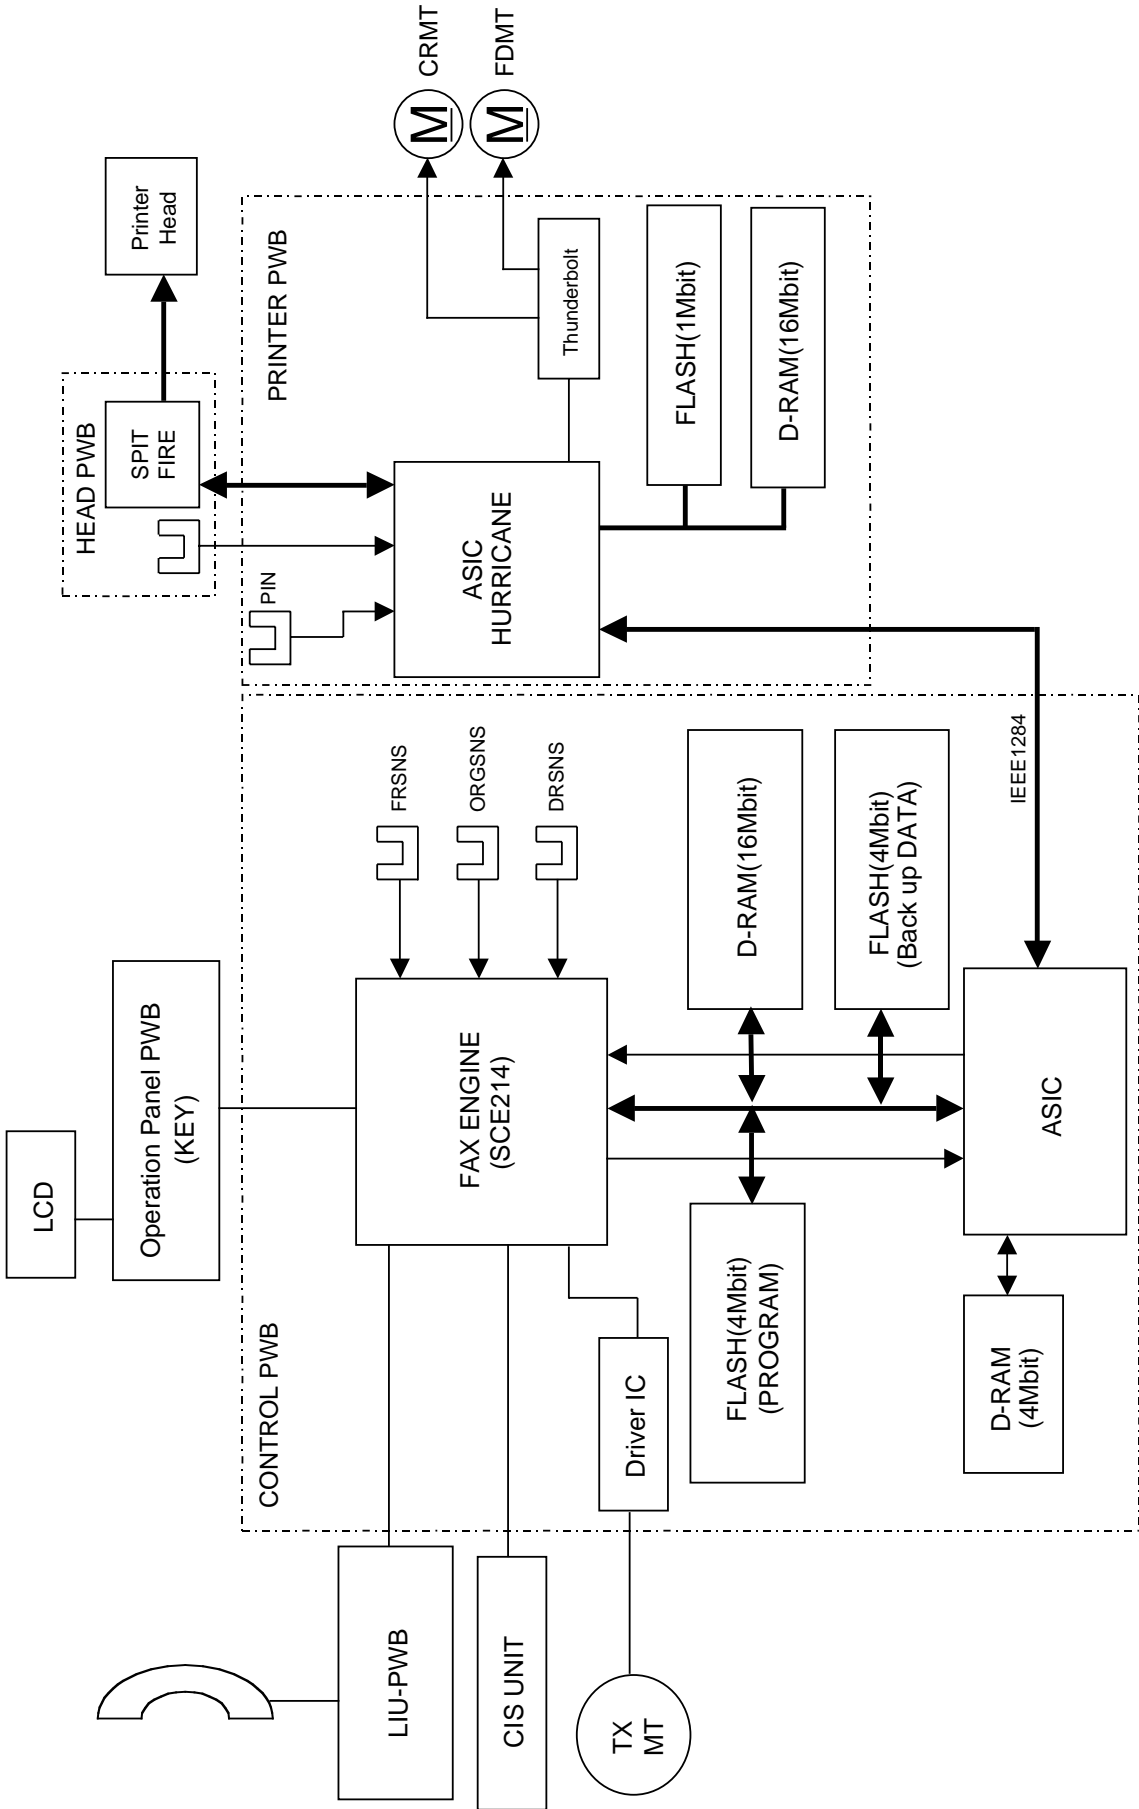 LCD
Operation Panel PWB
(KEY)
HEAD PWB
SPIT
FIRE
Printer
Head
CONTROL PWB
LIU-PWB
CIS UNIT
TX
MT
Driver IC
FAX ENGINE
(SCE214)
FRSNS
ORGSNS
DRSNS
FLASH(4Mbit)
(PROGRAM)
D-RAM(16Mbit)
FLASH(4Mbit)
(Back up DATA)
D-RAM
(4Mbit)
ASIC
IEEE1284
PRINTER PWB
PIN
ASIC
HURRICANE
Thunderbolt
M
CRMT
M
FDMT
FLASH(1Mbit)
D-RAM(16Mbit)